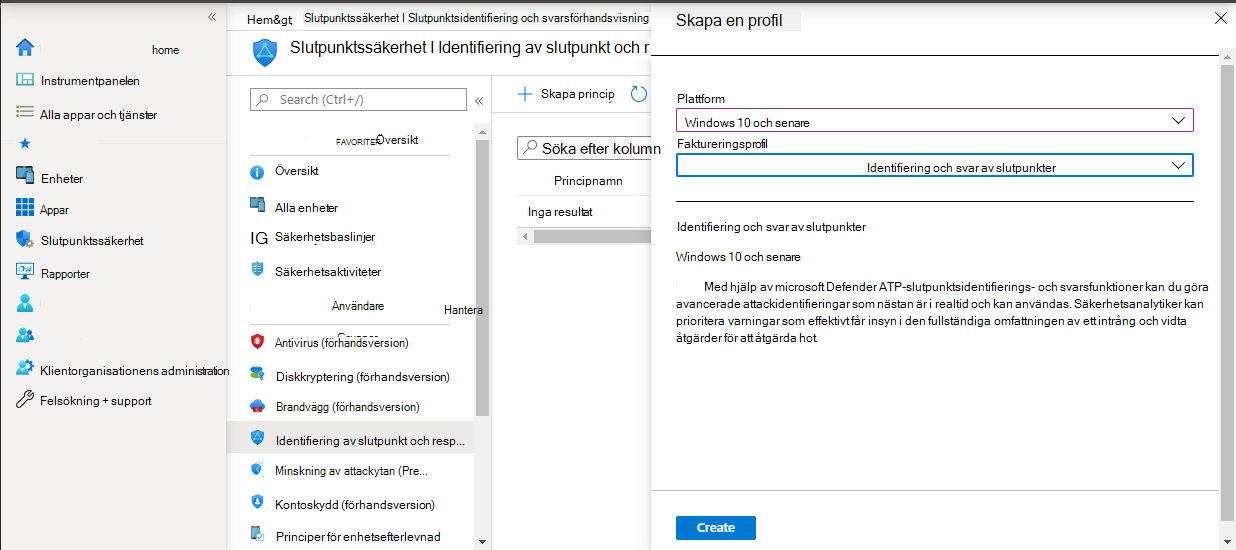 home
Instrumentpanelen
Alla appar och tjänster
Enheter
Appar
Slutpunktssäkerhet
Rapporter
Klientorganisationens administration
Felsökning + support
Hem&gt
Slutpunktssäkerhet I Slutpunktsidentifiering och svarsförhandsvisning
Slutpunktssäkerhet I Identifiering av slutpunkt och r
Search (Ctrl+/)
FAVORITER Översikt
Översikt
Alla enheter
IG Säkerhetsbaslinjer
Säkerhetsaktiviteter
Användare
Hantera
Antivirus (förhandsversion)
Diskkryptering (förhandsversion)
Brandvägg (förhandsversion)
Identifiering av slutpunkt och resp...
Minskning av attackytan (Pre...
Kontoskydd (förhandsversion)
Principer för enhetsefterlevnad
Skapa princip
Söka efter kolumn
Principnamn
Inga resultat
Skapa en profil
Plattform
Windows 10 och senare
Faktureringsprofil
Identifiering och svar av slutpunkter
Identifiering och svar av slutpunkter
Windows 10 och senare
Med hjälp av microsoft Defender ATP-slutpunktsidentifierings- och svarsfunktioner kan du göra
avancerade attackidentifieringar som nästan är i realtid och kan användas. Säkerhetsanalytiker kan
prioritera varningar som effektivt får insyn i den fullständiga omfattningen av ett intrång och vidta
åtgärder för att åtgärda hot.
Create